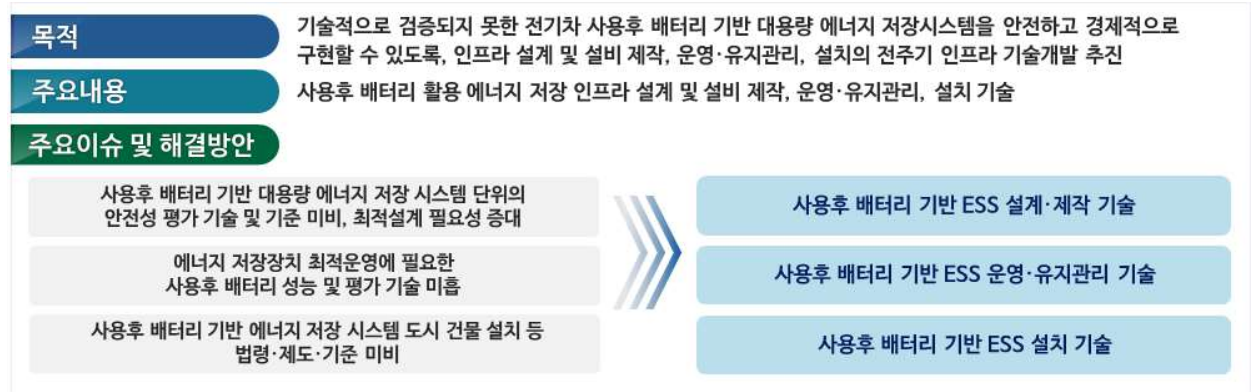 목적
기술적으로 검증되지 못한 전기차 사용후 배터리 기반 대용량 에너지 저장시스템을 안전하고 경제적으로
구현할 수 있도록, 인프라 설계 및 설비 제작, 운영·유지관리, 설치의 전주기 인프라 기술개발 추진
주요내용
사용후 배터리 활용 에너지 저장 인프라 설계 및 설비 제작, 운영·유지관리, 설치 기술
주요이슈 및 해결방안
사용후 배터리 기반 대용량 에너지 저장 시스템 단위의
안전성 평가 기술 및 기준 미비, 최적설계 필요성 증대
사용후 배터리 기반 ESS 설계·제작 기술
에너지 저장장치 최적운영에 필요한
사용후 배터리 성능 및 평가 기술 미흡
사용후 배터리 기반 ESS 운영·유지관리 기술
사용후 배터리 기반 에너지 저장 시스템 도시 건물 설치 등
법령·제도·기준 미비
사용후 배터리 기반 ESS 설치 기술